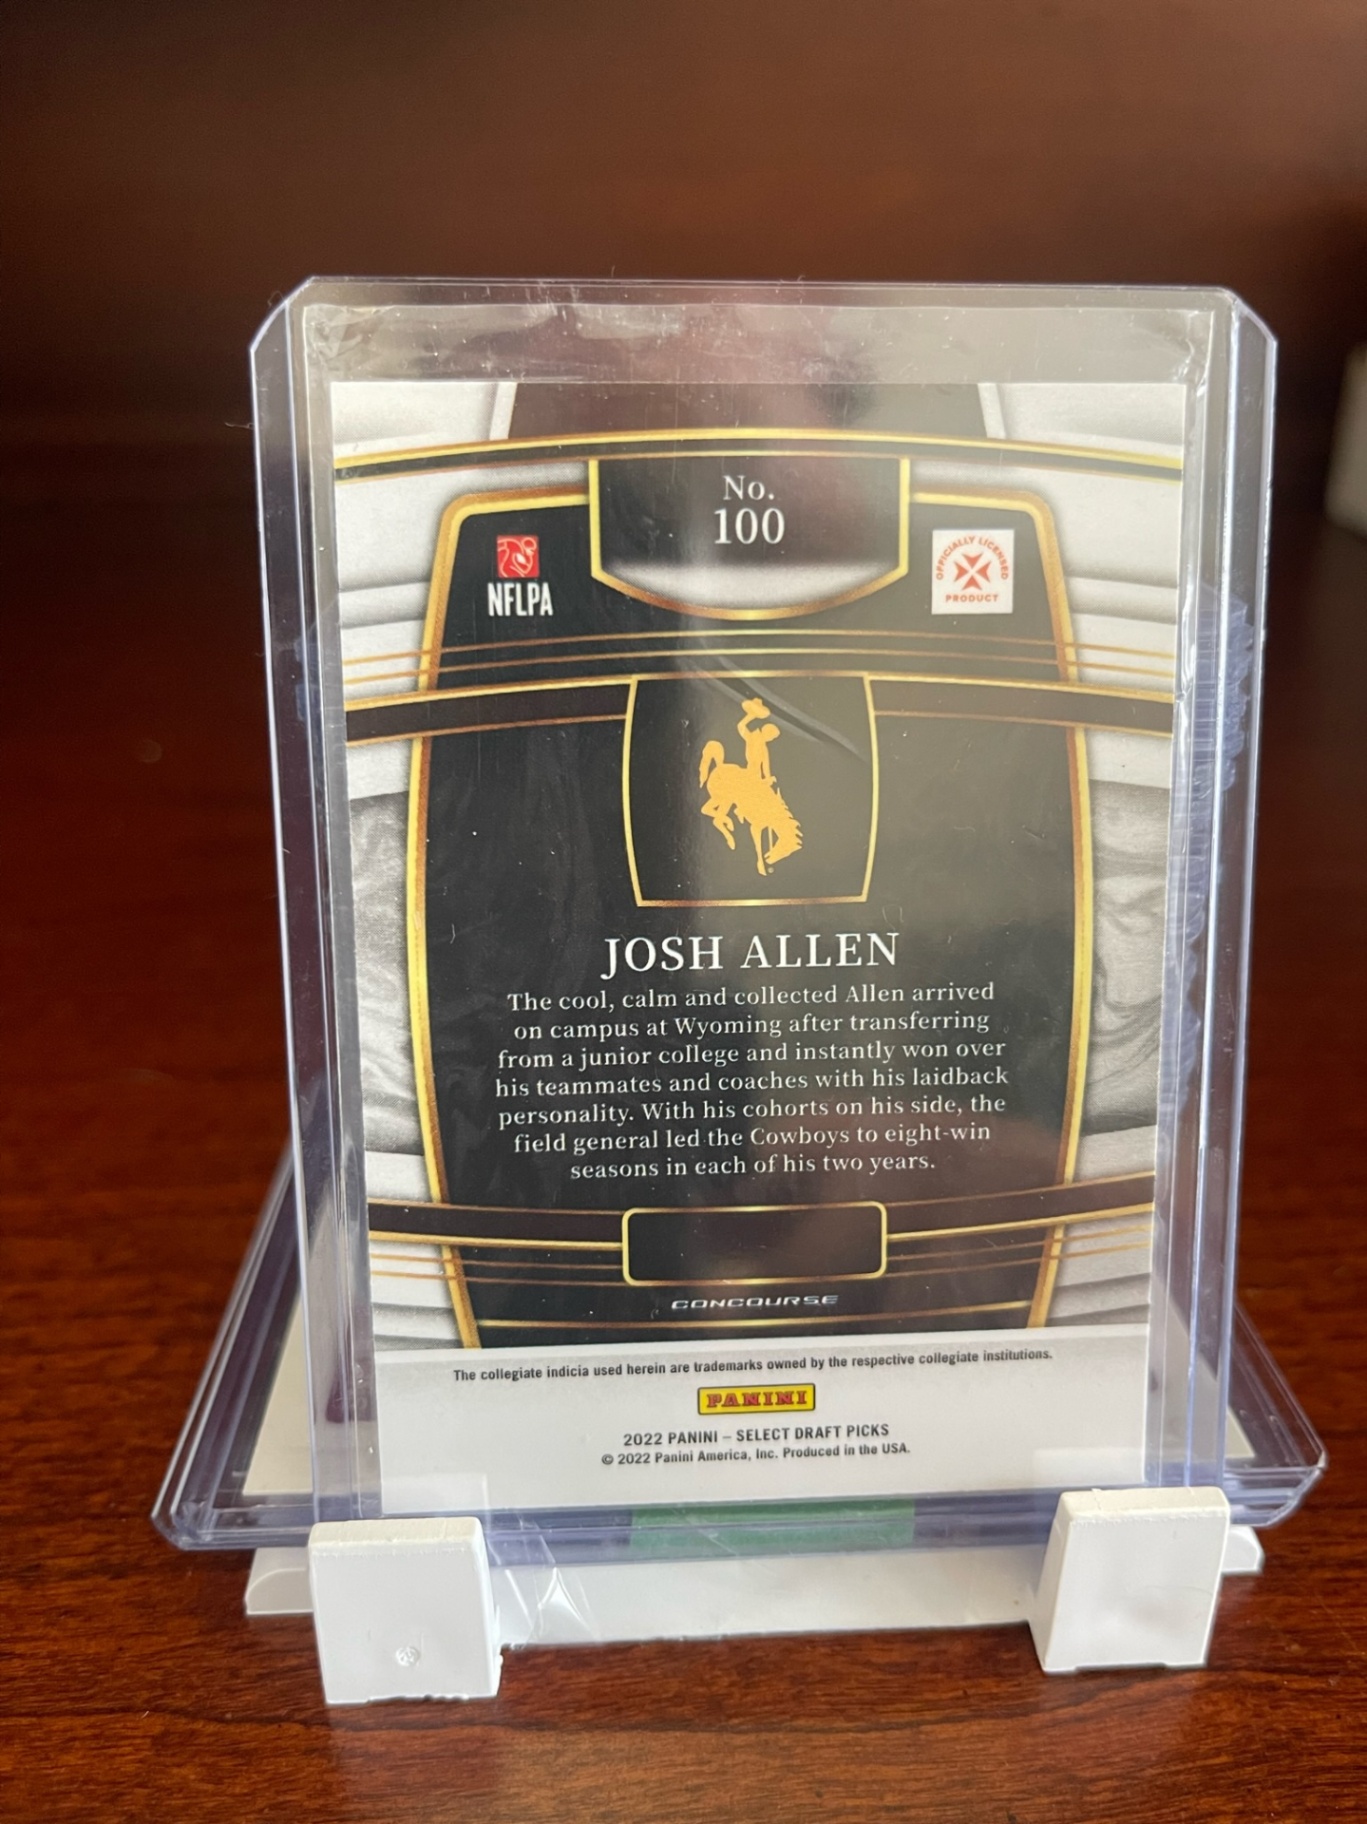 No.
100
NFLPA
OFFICIALLY LICENSED
PRODUCT
JOSH ALLEN
The cool, calm and collected Allen arrived
on campus at Wyoming after transferring
from a junior college and instantly won over
his teammates and coaches with his laidback
personality. With his cohorts on his side, the
field general led the Cowboys to eight-win
seasons in each of his two years.
CONCOURSE
The collegiate indicia used herein are trademarks owned by the respective collegiate institutions.
PANINI
2022 PANINI – SELECT DRAFT PICKS
© 2022 Panini America, Inc. Produced in the USA.